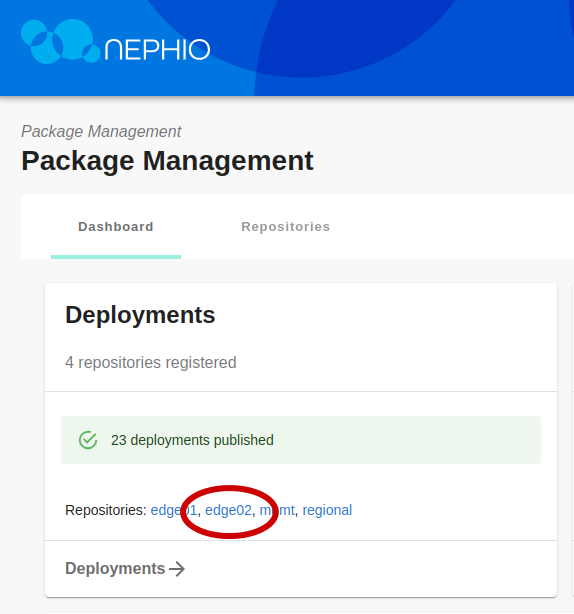 NEPHIO
Package Management
Package Management
Dashboard Repositories
Deployments
4 repositories registered
23 deployments published
Repositories: edge01, edge02, mgmt, regional
Deployments